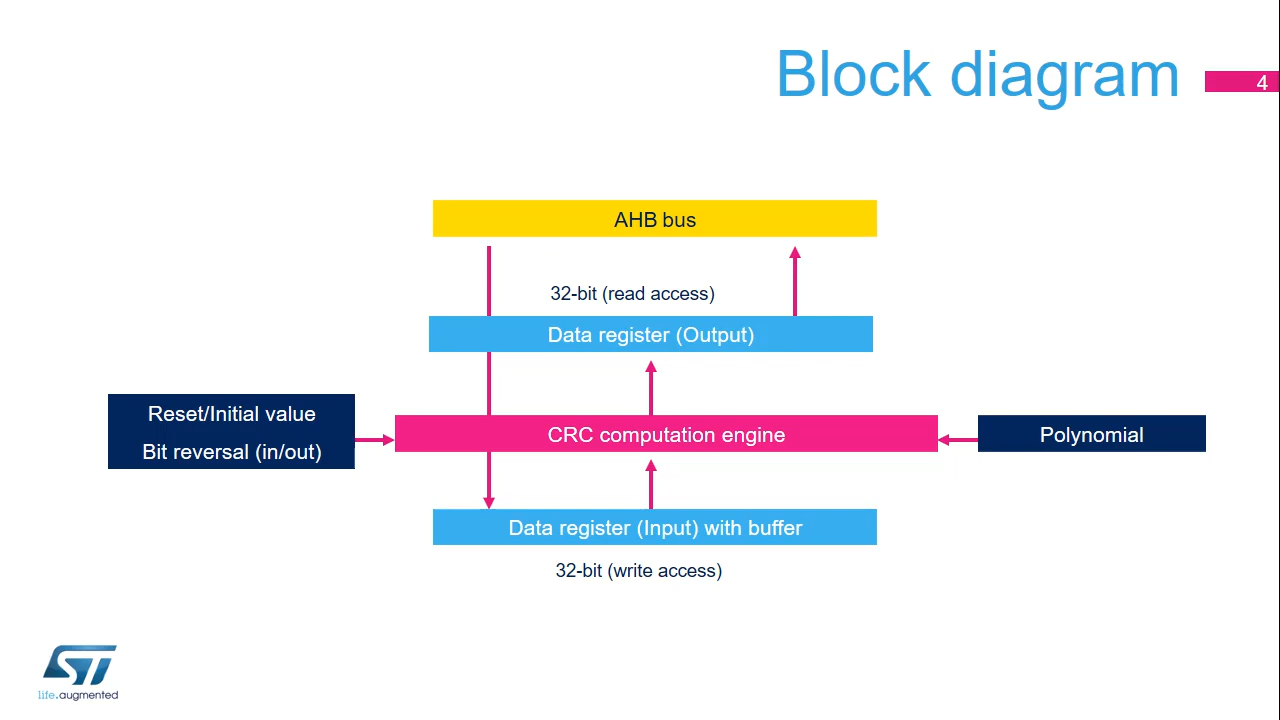 Block diagram
4
AHB bus
32-bit (read access)
Data register (Output)
Reset/Initial value
Bit reversal (in/out)
CRC computation engine
Polynomial
Data register (Input) with buffer
32-bit (write access)
ST
life.augmented